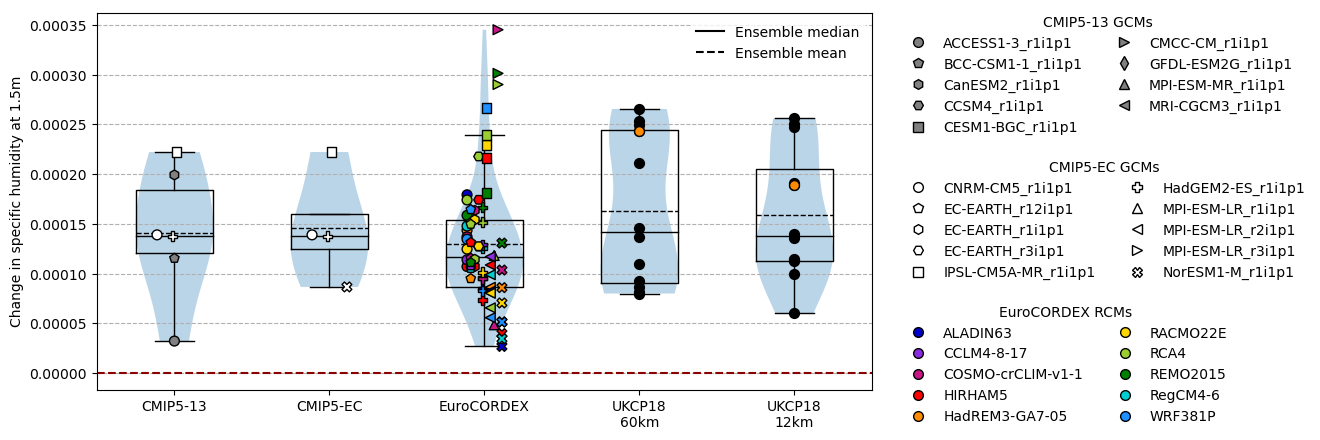 Change in specific humidity at 1.5m
0.00035
0.00030
0.00025
0.00020
0.00015
0.00010
0.00005
0.00000
CMIP5-13
CMIP5-EC
EuroCORDEX
UKCP18
60km
UKCP18
12km
Ensemble median
Ensemble mean
CMIP5-13 GCMs
ACCESS1-3_r1i1p1
BCC-CSM1-1_r1i1p1
CanESM2_r1i1p1
CCSM4_r1i1p1
CESM1-BGC_r1i1p1
CMCC-CM_r1i1p1
GFDL-ESM2G_r1i1p1
MPI-ESM-MR_r1i1p1
MRI-CGCM3_r1i1p1
CMIP5-EC GCMs
CNRM-CM5_r1i1p1
EC-EARTH_r12i1p1
EC-EARTH_r1i1p1
EC-EARTH_r3i1p1
IPSL-CM5A-MR_r1i1p1
HadGEM2-ES_r1i1p1
MPI-ESM-LR_r1i1p1
MPI-ESM-LR_r2i1p1
MPI-ESM-LR_r3i1p1
NorESM1-M_r1i1p1
EuroCORDEX RCMs
ALADIN63
CCLM4-8-17
COSMO-crCLIM-v1-1
HIRHAM5
HadREM3-GA7-05
RACMO22E
RCA4
REMO2015
RegCM4-6
WRF381P